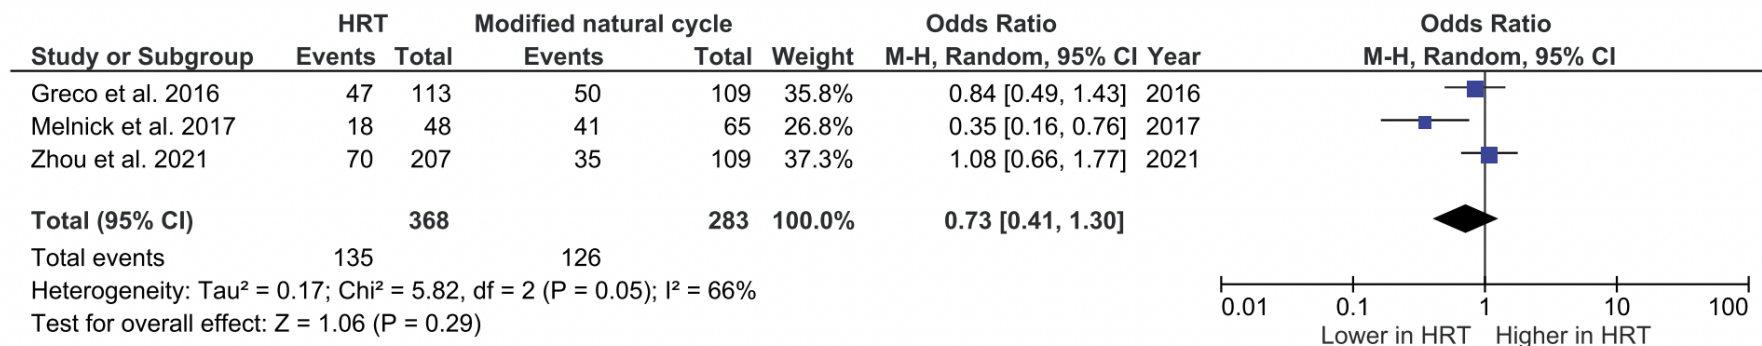 HRT Modified natural cycle Odds Ratio Odds Ratio
Study or Subgroup Events Total Events Total Weight M-H, Random, 95% CI Year M-H, Random, 95% CI
Greco et al. 2016 47 113 50 109 35.8% 0.84 [0.49, 1.43] 2016
Melnick et al. 2017 18 48 41 65 26.8% 0.35 [0.16, 0.76] 2017
Zhou et al. 2021 70 207 35 109 37.3% 1.08 [0.66, 1.77] 2021
Total (95% CI) 368 283 100.0% 0.73 [0.41, 1.30]
Total events 135 126
Heterogeneity: Tau² = 0.17; Chi² = 5.82, df = 2 (P = 0.05); I² = 66%
Test for overall effect: Z = 1.06 (P = 0.29)
0.01 0.1 1 10 100
Lower in HRT Higher in HRT